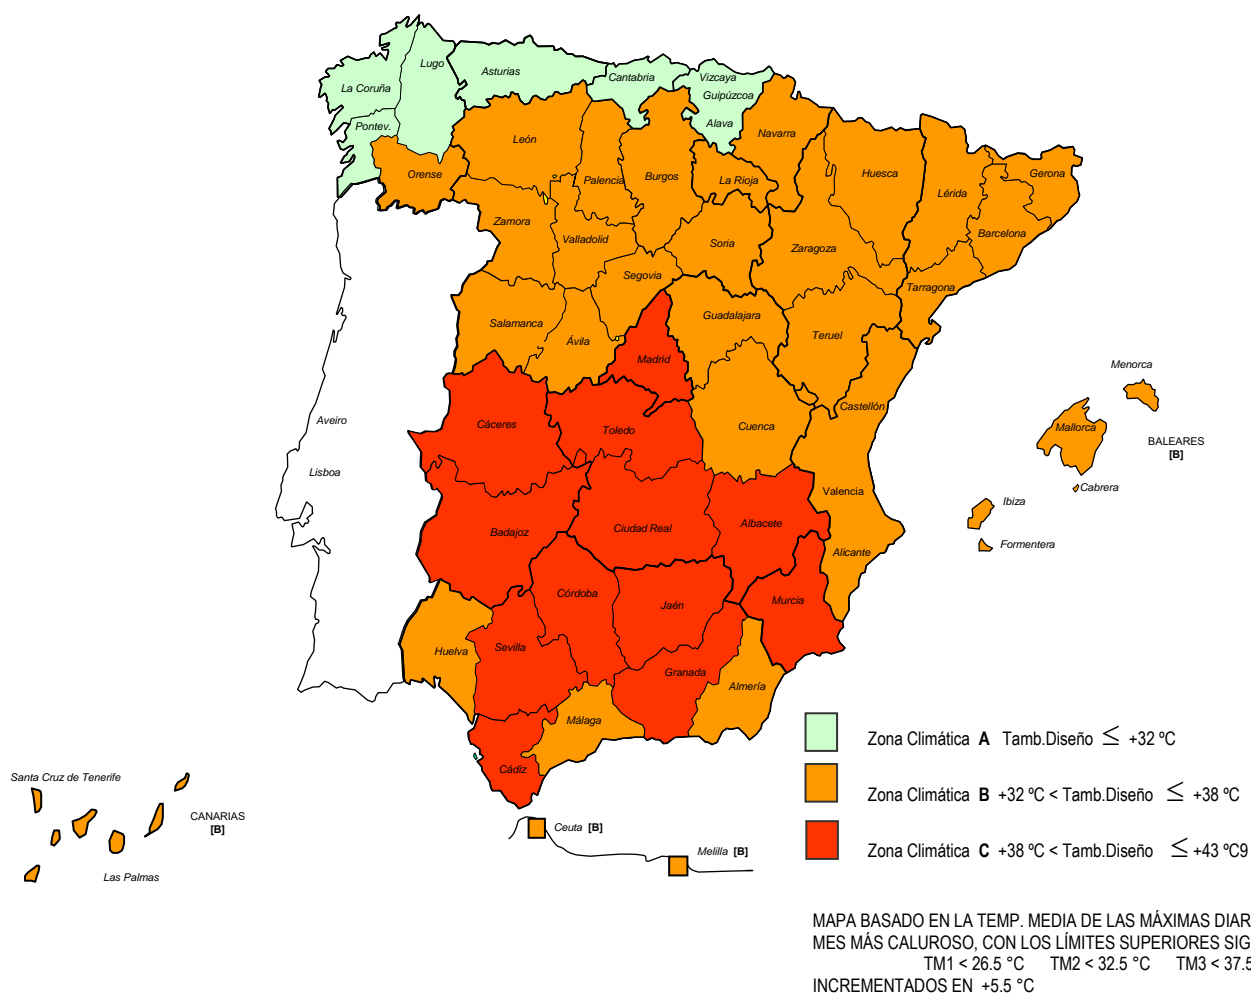 Lugo
Asturias
Cantabria
Vizcaya
La Coruña
Guipúzcoa
Pontev.
Alava
León
Navarra
Orense
Palencia
Burgos
La Rioja
Huesca
Lérida
Gerona
Zamora
Valladolid
Soria
Zaragoza
Barcelona
Segovia
Tarragona
Salamanca
Ávila
Guadalajara
Teruel
Madrid
Menorca
Castellón
Aveiro
Cáceres
Toledo
Cuenca
Mallorca
BALEARES
[B]
Lisboa
Cabrera
Valencia
Ibiza
Badajoz
Ciudad Real
Albacete
Alicante
Formentera
Córdoba
Jaén
Murcia
Huelva
Sevilla
Granada
Almería
Málaga
Cádiz
Zona Climática A Tamb.Diseño ≤ +32 ºC
Santa Cruz de Tenerife
Zona Climática B +32 ºC < Tamb.Diseño ≤ +38 ºC
CANARIAS
[B]
Ceuta [B]
Zona Climática C +38 ºC < Tamb.Diseño ≤ +43 ºC9
Melilla [B]
Las Palmas
MAPA BASADO EN LA TEMP. MEDIA DE LAS MÁXIMAS DIAR
MES MÁS CALUROSO, CON LOS LÍMITES SUPERIORES SIG
TM1 < 26.5 °C TM2 < 32.5 °C TM3 < 37.5
INCREMENTADOS EN +5.5 °C